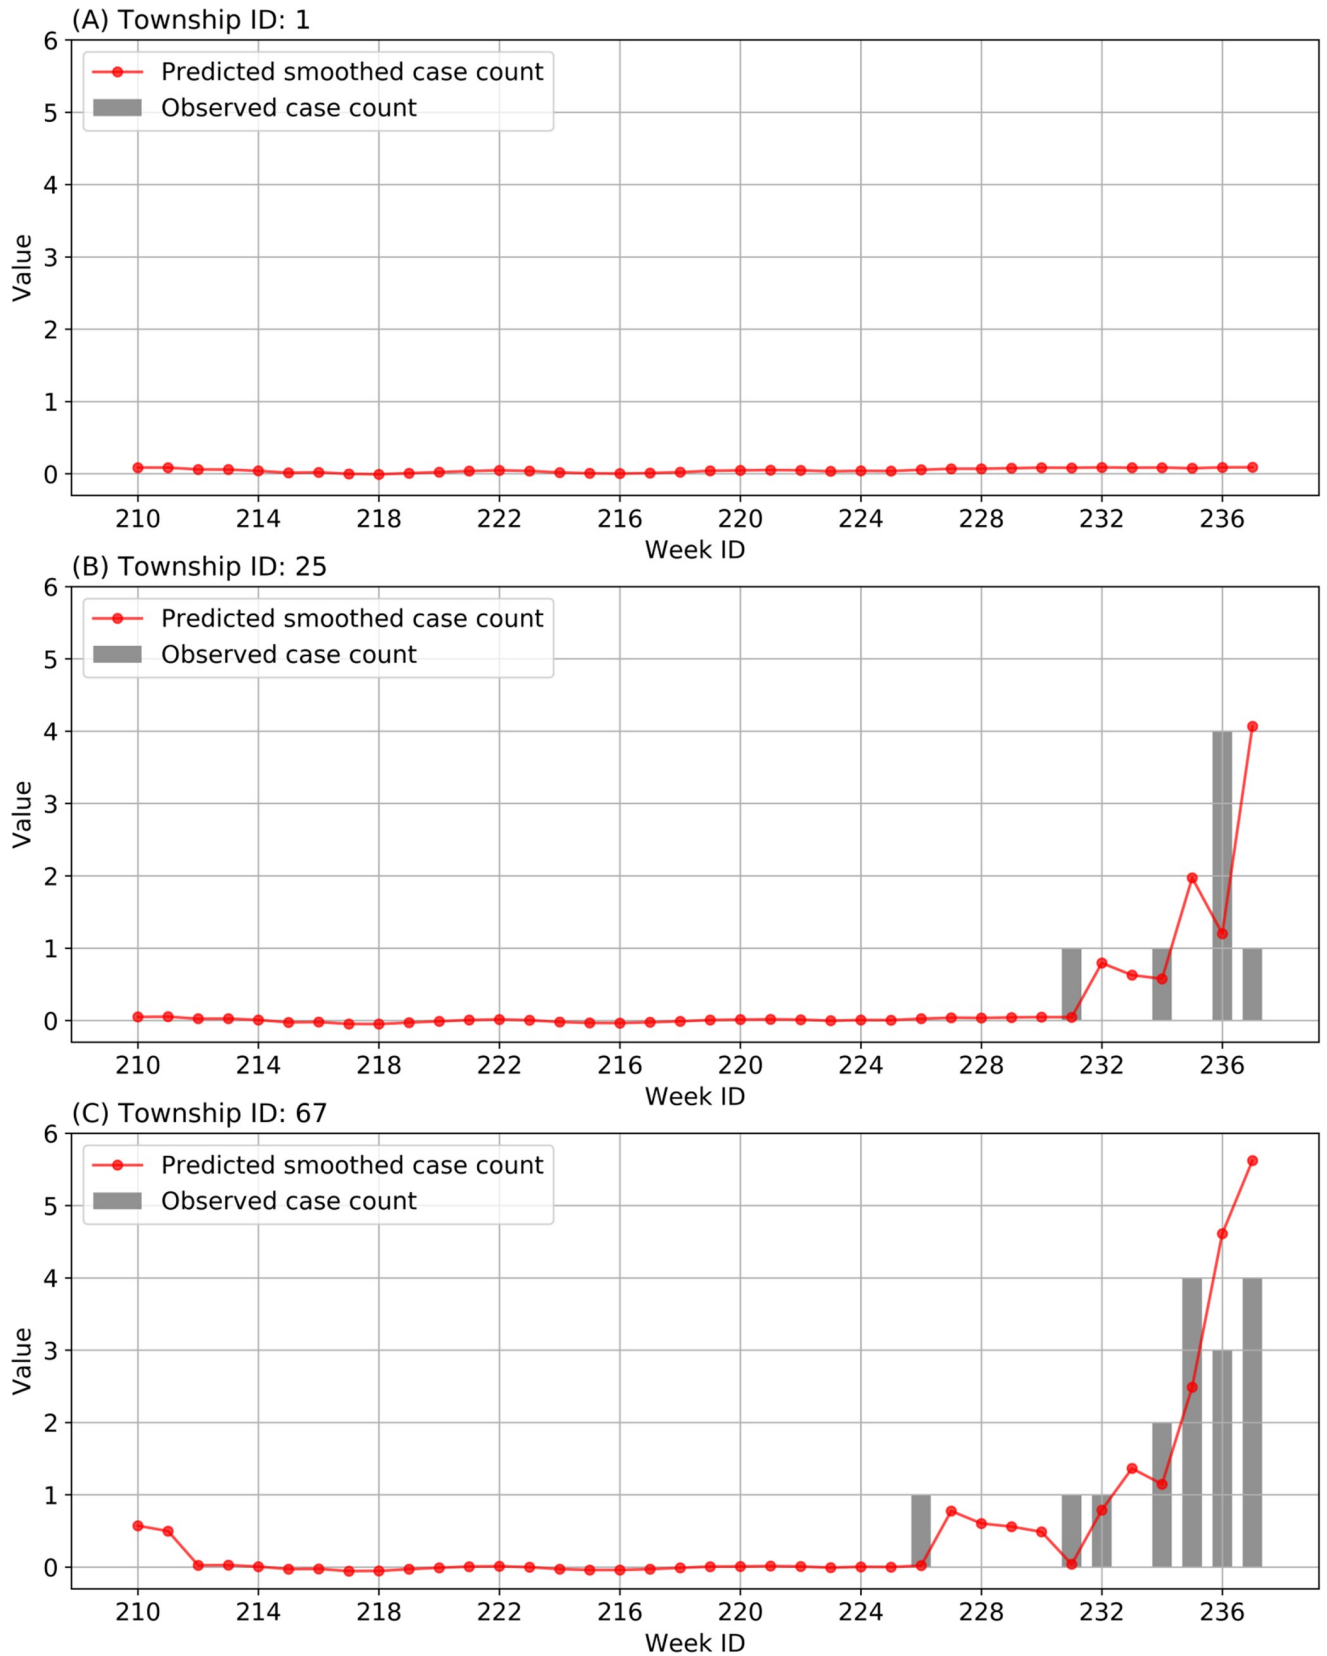 (A) Township ID: 1
6
Predicted smoothed case count
Observed case count
5
4
3
2
1
0
Value
210 214 218 222 216 220 224 228 232 236
Week ID
(B) Township ID: 25
6
Predicted smoothed case count
Observed case count
5
4
3
2
1
0
Value
210 214 218 222 216 220 224 228 232 236
Week ID
(C) Township ID: 67
6
Predicted smoothed case count
Observed case count
5
4
3
2
1
0
Value
210 214 218 222 216 220 224 228 232 236
Week ID